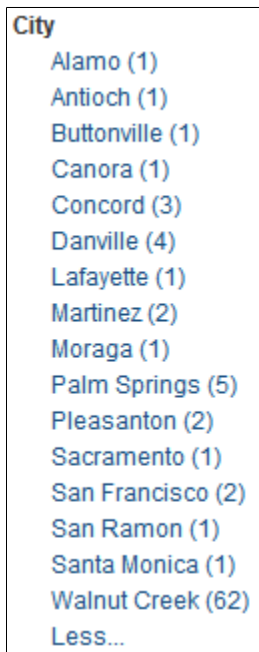 City
Alamo (1)
Antioch (1)
Buttonville (1)
Canora (1)
Concord (3)
Danville (4)
Lafayette (1)
Martinez (2)
Moraga (1)
Palm Springs (5)
Pleasanton (2)
Sacramento (1)
San Francisco (2)
San Ramon (1)
Santa Monica (1)
Walnut Creek (62)
Less...